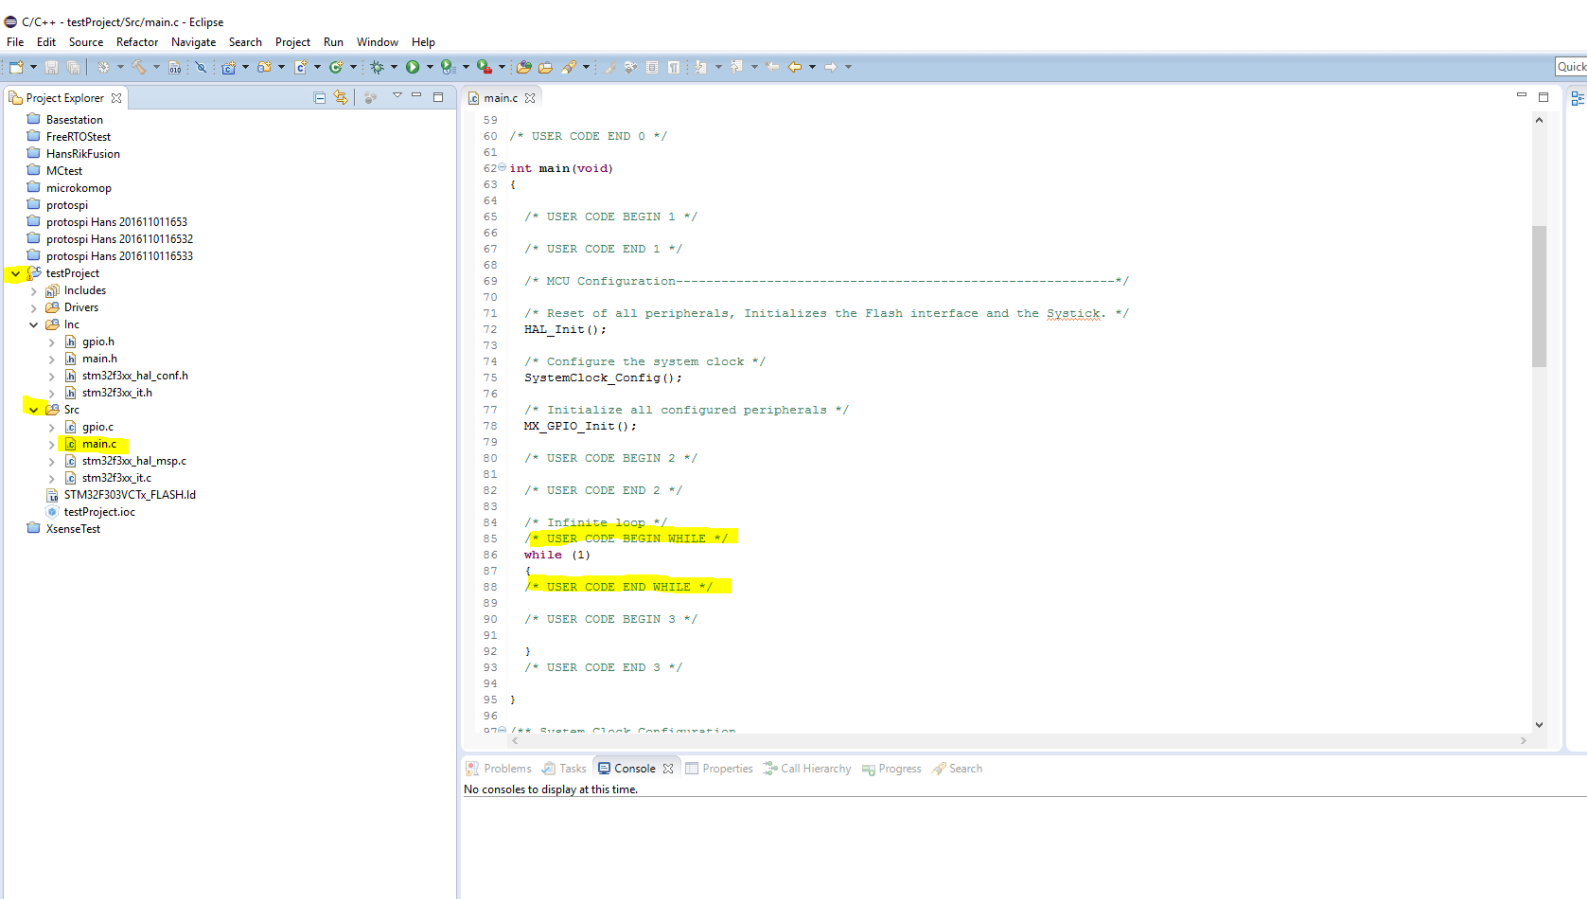 C/C++ - testProject/Src/main.c - Eclipse
File Edit Source Refactor Navigate Search Project Run Window Help
Quick
Project Explorer
Basestation
FreeRTOStest
HansRikFusion
MCtest
microkomop
protospi
protospi Hans 201611011653
protospi Hans 2016110116532
protospi Hans 2016110116533
testProject
Includes
Drivers
Inc
gpio.h
main.h
stm32f3xx_hal_conf.h
stm32f3xx_it.h
Src
gpio.c
main.c
stm32f3xx_hal_msp.c
stm32f3xx_it.c
STM32F303VCTx_FLASH.ld
testProject.ioc
XsenseTest
main.c
59
60 /* USER CODE END 0 */
61
62 int main(void)
63 {
64
65 /* USER CODE BEGIN 1 */
66
67 /* USER CODE END 1 */
68
69 /* MCU Configuration----------------------------------------------------------*/
70
71 /* Reset of all peripherals, Initializes the Flash interface and the Systick. */
72 HAL_Init();
73
74 /* Configure the system clock */
75 SystemClock_Config();
76
77 /* Initialize all configured peripherals */
78 MX_GPIO_Init();
79
80 /* USER CODE BEGIN 2 */
81
82 /* USER CODE END 2 */
83
84 /* Infinite loop */
85 /* USER CODE BEGIN WHILE */
86 while (1)
87 {
88 /* USER CODE END WHILE */
89
90 /* USER CODE BEGIN 3 */
91
92 }
93 /* USER CODE END 3 */
94
95 }
96
97 /** System Clock Configuration
Problems Tasks Console Properties Call Hierarchy Progress Search
No consoles to display at this time.